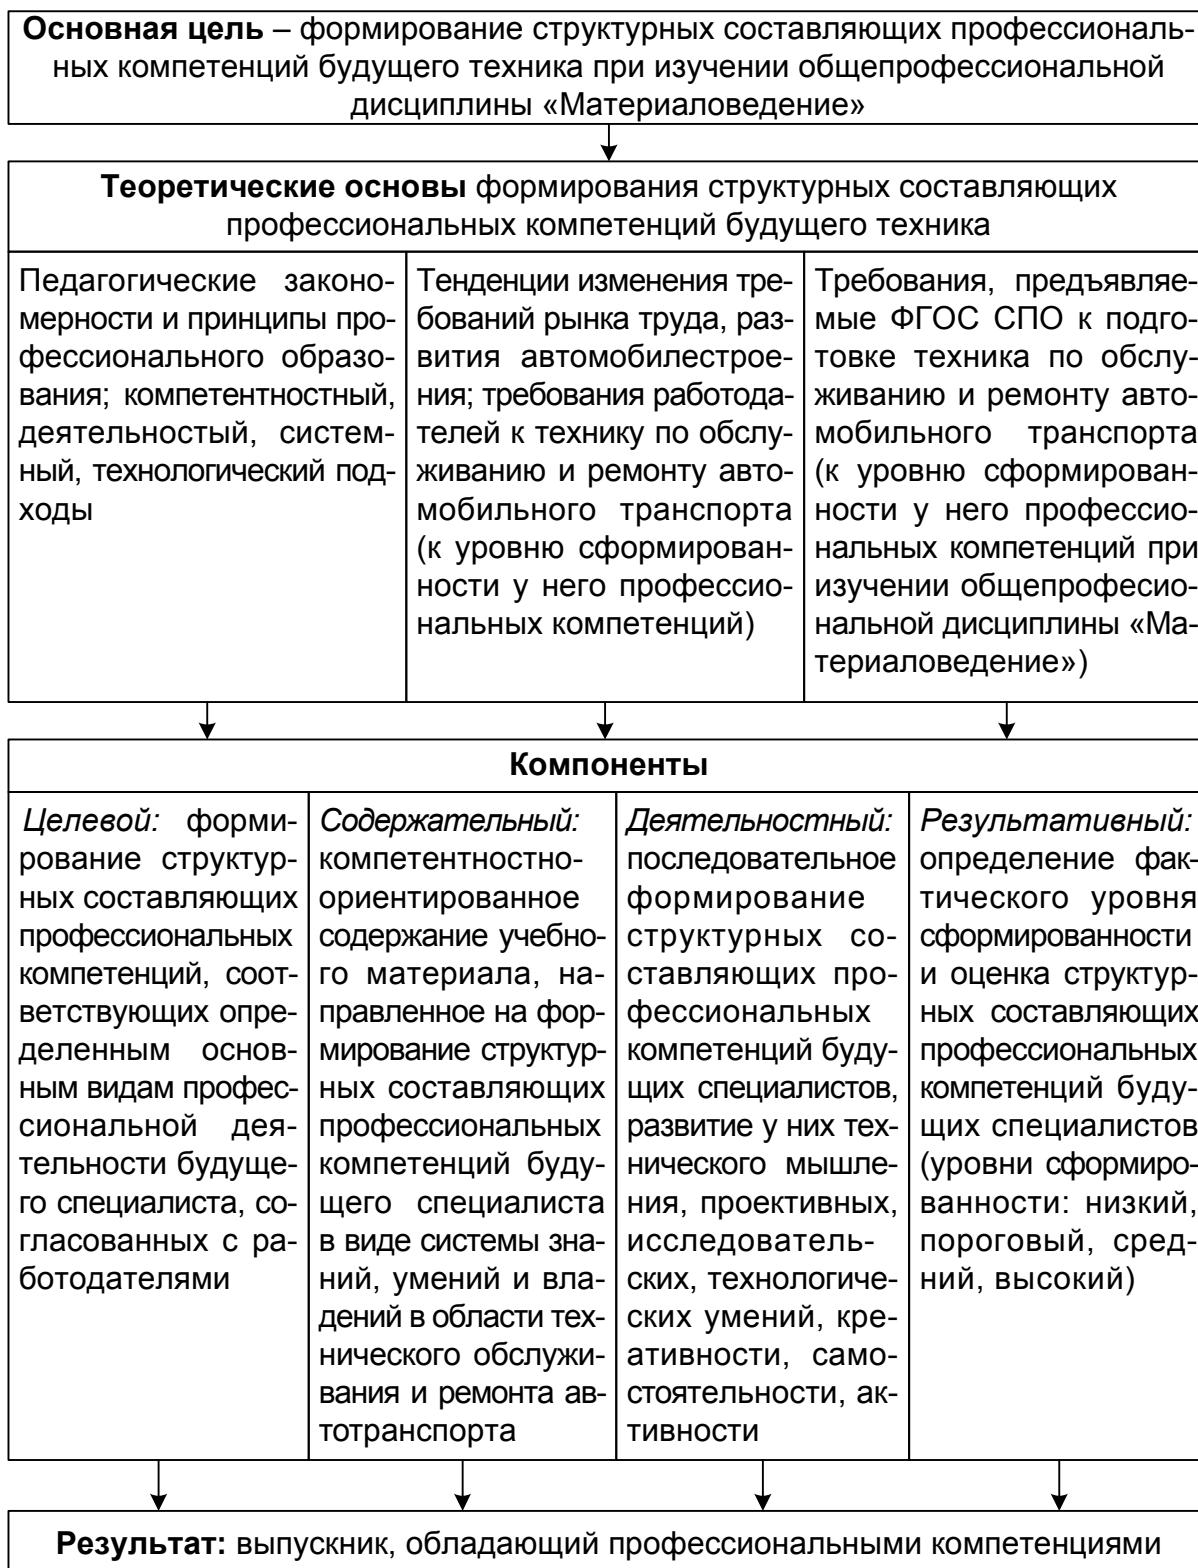 Основная цель – формирование структурных составляющих профессиональ-
ных компетенций будущего техника при изучении общепрофессиональной
дисциплины «Материаловедение»
Теоретические основы формирования структурных составляющих
профессиональных компетенций будущего техника
Педагогические законо-
мерности и принципы про-
фессионального образо-
вания; компетентностный,
деятельностый, систем-
ный, технологический под-
ходы
Тенденции изменения тре-
бований рынка труда, раз-
вития автомобилестрое-
ния; требования работода-
телей к технику по обслу-
живанию и ремонту авто-
мобильного транспорта
(к уровню сформирован-
ности у него профессио-
нальных компетенций)
Требования, предъявляе-
мые ФГОС СПО к подго-
товке техника по обслу-
живанию и ремонту авто-
мобильного транспорта
(к уровню сформирован-
ности у него профессио-
нальных компетенций при
изучении общепрофесио-
нальной дисциплины «Ма-
териаловедение»)
Компоненты
Целевой: форми-
рование структур-
ных составляющих
профессиональных
компетенций, соот-
ветствующих опре-
деленным основ-
ным видам профес-
сиональной дея-
тельности будуще-
го специалиста, со-
гласованных с ра-
ботодателями
Содержательный:
компетентностно-
ориентированное
содержание учебно-
го материала, на-
правленное на фор-
мирование структур-
ных составляющих
профессиональных
компетенций буду-
щего специалиста
в виде системы зна-
ний, умений и вла-
дений в области тех-
нического обслужи-
вания и ремонта ав-
тотранспорта
Деятельностный:
последовательное
формирование
структурных со-
ставляющих про-
фессиональных
компетенций буду-
щих специалистов,
развитие у них тех-
нического мышле-
ния, проективных,
исследователь-
ских, технологиче-
ских умений, кре-
ативности, само-
стоятельности, ак-
тивности
Результативный:
определение фак-
тического уровня
сформированности
и оценка структур-
ных составляющих
профессиональных
компетенций буду-
щих специалистов
(уровни сформиро-
ванности: низкий,
пороговый, сред-
ний, высокий)
Результат: выпускник, обладающий профессиональными компетенциями